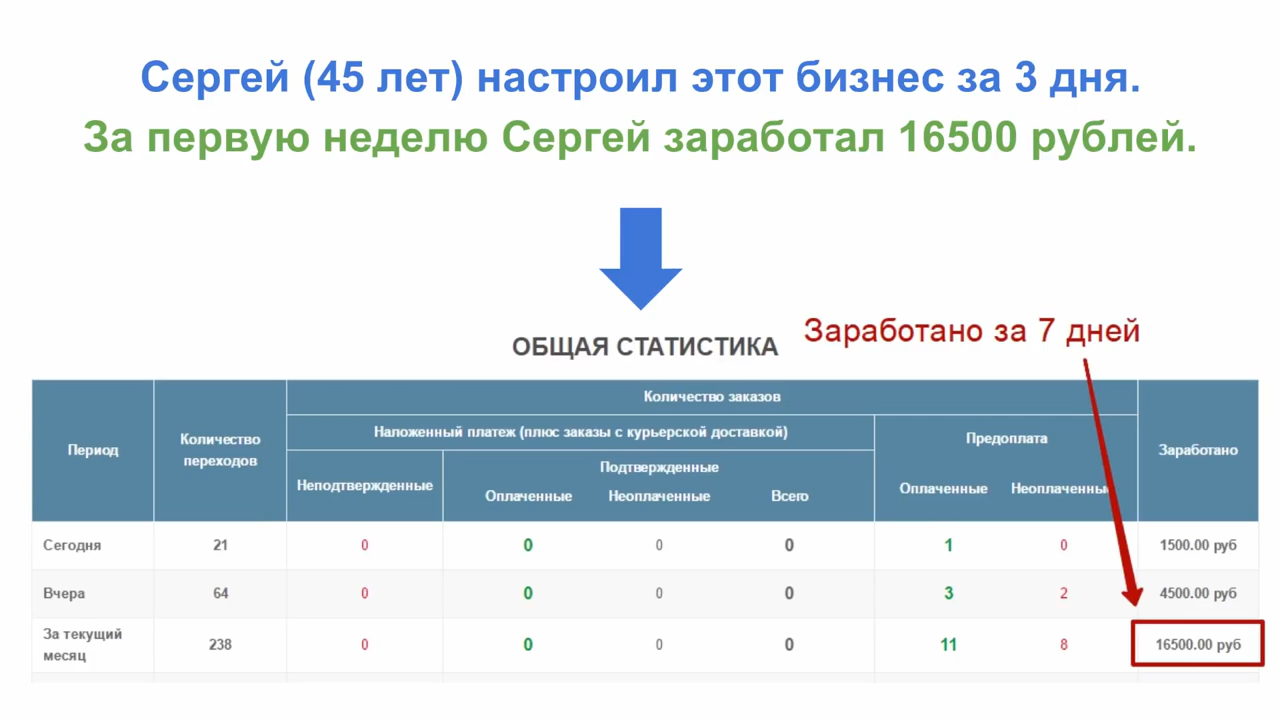 Сергей (45 лет) настроил этот бизнес за 3 дня.
За первую неделю Сергей заработал 16500 рублей.
Заработано за 7 дней
ОБЩАЯ СТАТИСТИКА
Период
Количество переходов
Количество заказов
Наложенный платеж (плюс заказы с курьерской доставкой)
Предоплата
Заработано
Неподтвержденные
Подтвержденные
Оплаченные Неоплаченные Всего
Оплаченные Неоплаченные
Сегодня 21 0 0 0 0 1 0 1500.00 руб
Вчера 64 0 0 0 0 3 2 4500.00 руб
За текущий месяц 238 0 0 0 0 11 8 16500.00 руб